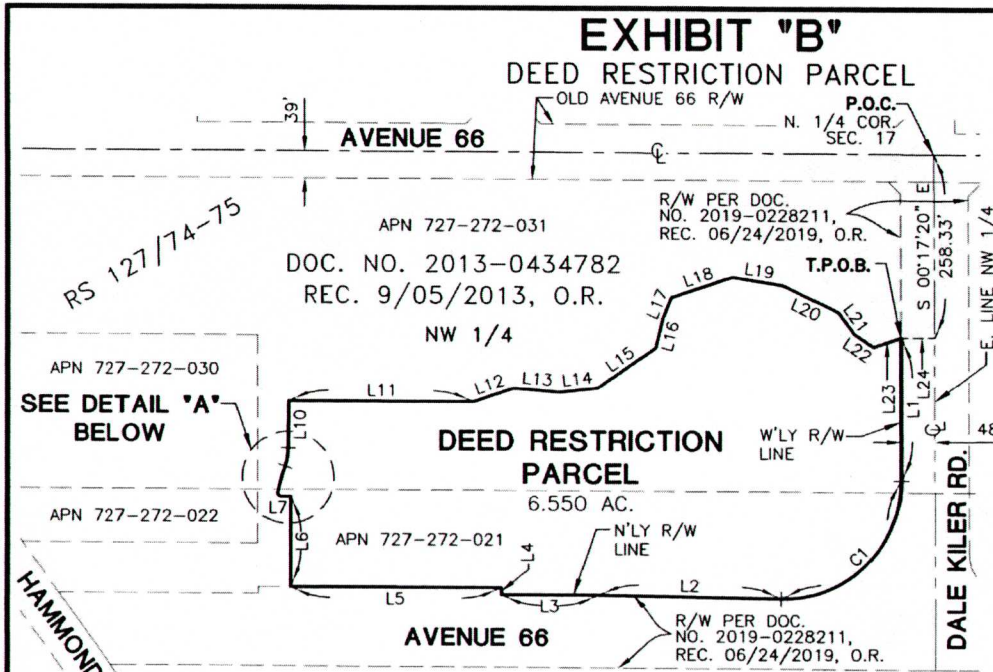 EXHIBIT "B"
DEED RESTRICTION PARCEL
OLD AVENUE 66 R/W
P.O.C.
N. 1/4 COR.
SEC. 17
39'
AVENUE 66
℄
R/W PER DOC.
NO. 2019-0228211,
REC. 06/24/2019, O.R.
S 00°17'20" E
258.33'
E. LINE NW 1/4
RS 127/74-75
APN 727-272-031
DOC. NO. 2013-0434782
REC. 9/05/2013, O.R.
NW 1/4
T.P.O.B.
L18
L19
L17
L20
L21
L16
L22
L15
L23
L24
L1
APN 727-272-030
SEE DETAIL "A"
BELOW
L11
L12
L13
L14
L10
DEED RESTRICTION
PARCEL
6.550 AC.
W'LY R/W
LINE
℄
48
L7
APN 727-272-022
L6
APN 727-272-021
N'LY R/W
LINE
L4
C1
L5
L3
L2
HAMMOND
AVENUE 66
R/W PER DOC.
NO. 2019-0228211,
REC. 06/24/2019, O.R.
DALE KILER RD.